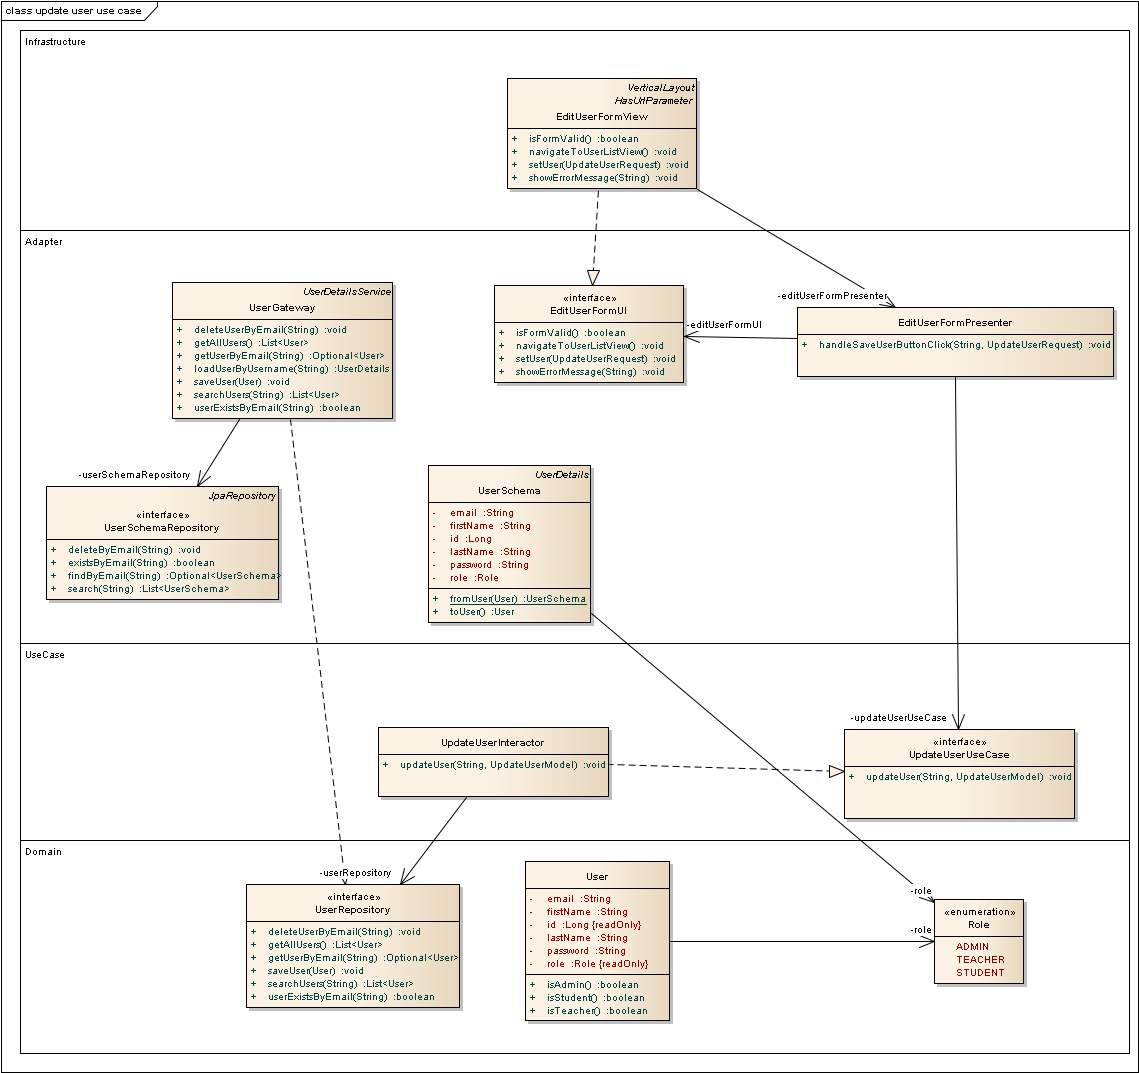 class update user use case
Infrastructure
VerticalLayout
HasUrlParameter
EditUserFormView
+ isFormValid() :boolean
+ navigateToUserListView() :void
+ setUser(UpdateUserRequest) :void
+ showErrorMessage(String) :void
Adapter
UserDetailsService
UserGateway
+ deleteUserByEmail(String) :void
+ getAllUsers() :List<User>
+ getUserByEmail(String) :Optional<User>
+ loadUserByUsername(String) :UserDetails
+ saveUser(User) :void
+ searchUsers(String) :List<User>
+ userExistsByEmail(String) :boolean
«interface»
EditUserFormUI
+ isFormValid() :boolean
+ navigateToUserListView() :void
+ setUser(UpdateUserRequest) :void
+ showErrorMessage(String) :void
-editUserFormUI
-editUserFormPresenter
EditUserFormPresenter
+ handleSaveUserButtonClick(String, UpdateUserRequest) :void
-userSchemaRepository
JpaRepository
«interface»
UserSchemaRepository
+ deleteByEmail(String) :void
+ existsByEmail(String) :boolean
+ findByEmail(String) :Optional<UserSchema>
+ search(String) :List<UserSchema>
UserDetails
UserSchema
- email :String
- firstName :String
- id :Long
- lastName :String
- password :String
- role :Role
+ fromUser(User) :UserSchema
+ toUser() :User
UseCase
UpdateUserInteractor
+ updateUser(String, UpdateUserModel) :void
-updateUserUseCase
«interface»
UpdateUserUseCase
+ updateUser(String, UpdateUserModel) :void
Domain
-userRepository
«interface»
UserRepository
+ deleteUserByEmail(String) :void
+ getAllUsers() :List<User>
+ getUserByEmail(String) :Optional<User>
+ saveUser(User) :void
+ searchUsers(String) :List<User>
+ userExistsByEmail(String) :boolean
User
- email :String
- firstName :String
- id :Long {readOnly}
- lastName :String
- password :String
- role :Role {readOnly}
+ isAdmin() :boolean
+ isStudent() :boolean
+ isTeacher() :boolean
-role
-role
«enumeration»
Role
ADMIN
TEACHER
STUDENT